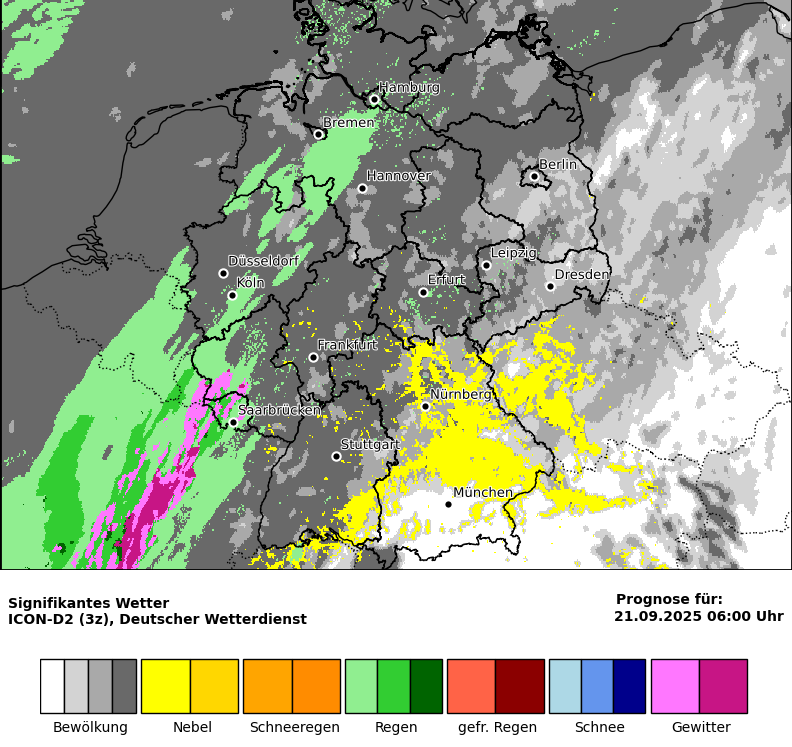 Hamburg
Bremen
Berlin
Hannover
Leipzig
Düsseldorf
Dresden
Köln
Erfurt
Frankfurt
Nürnberg
Saarbrücken
Stuttgart
München
Signifikantes Wetter
ICON-D2 (3z), Deutscher Wetterdienst
Prognose für:
21.09.2025 06:00 Uhr
Bewölkung Nebel Schneeregen Regen gefr. Regen Schnee Gewitter